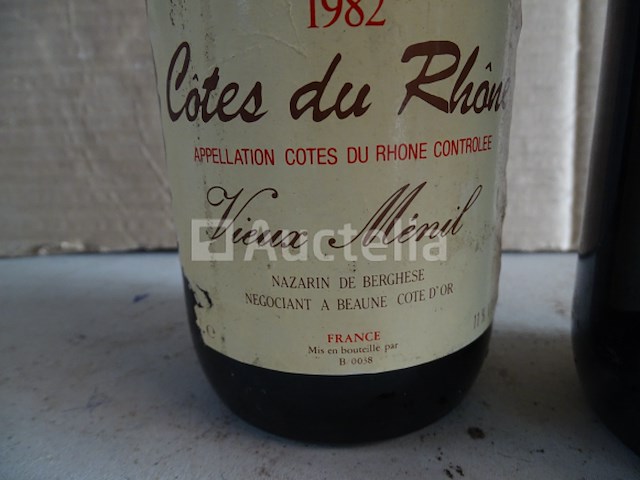 1982
Côtes du Rhône
APPELLATION COTES DU RHONE CONTROLEE
Vieux Ménil
Auctelia
NAZARIN DE BERGHESE
NEGOCIANT A BEAUNE COTE D'OR
FRANCE
Mis en bouteille par
B 0038